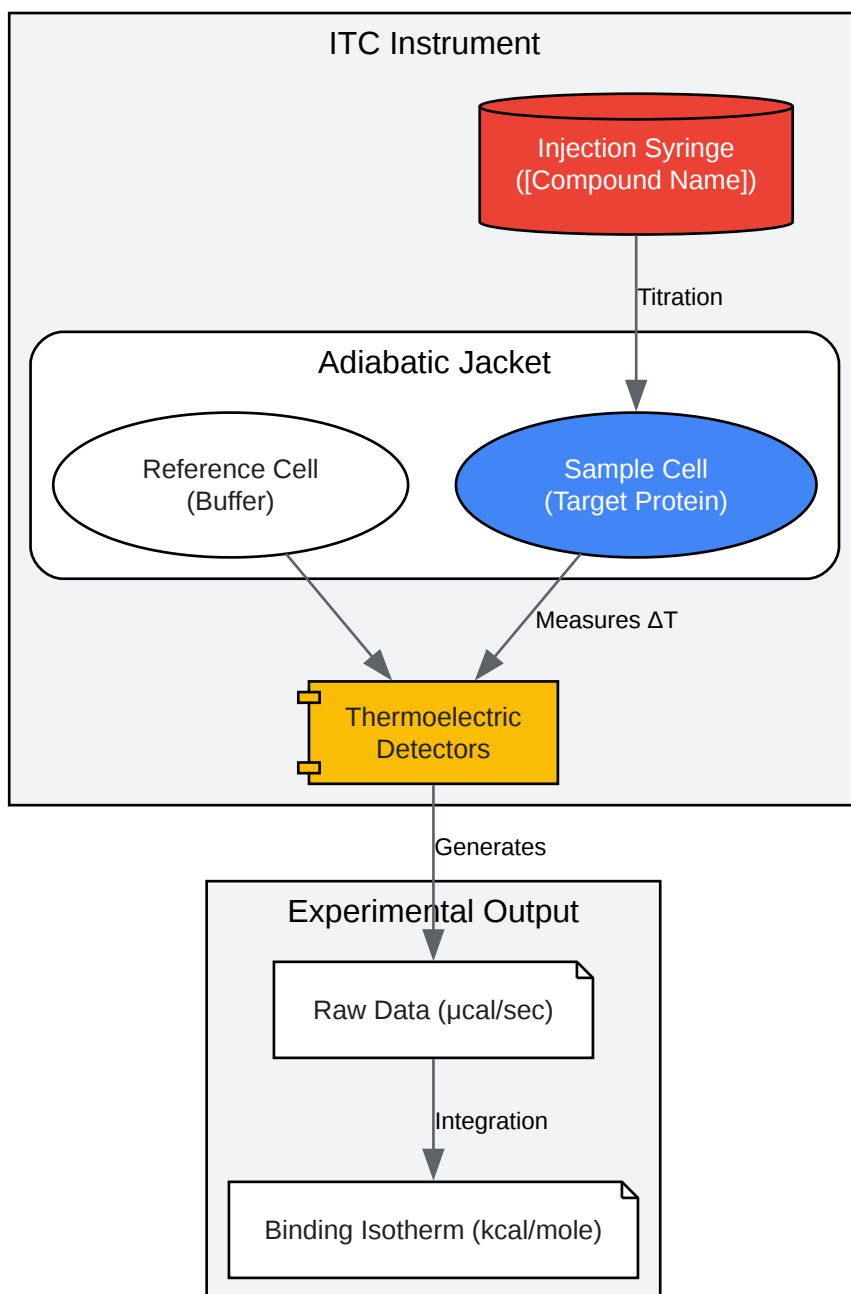 ITC Instrument
Injection Syringe
([Compound Name])
Titration
Adiabatic Jacket
Reference Cell
(Buffer)
Sample Cell
(Target Protein)
Measures ΔT
Thermoelectric
Detectors
Generates
Experimental Output
Raw Data (µcal/sec)
Integration
Binding Isotherm (kcal/mole)